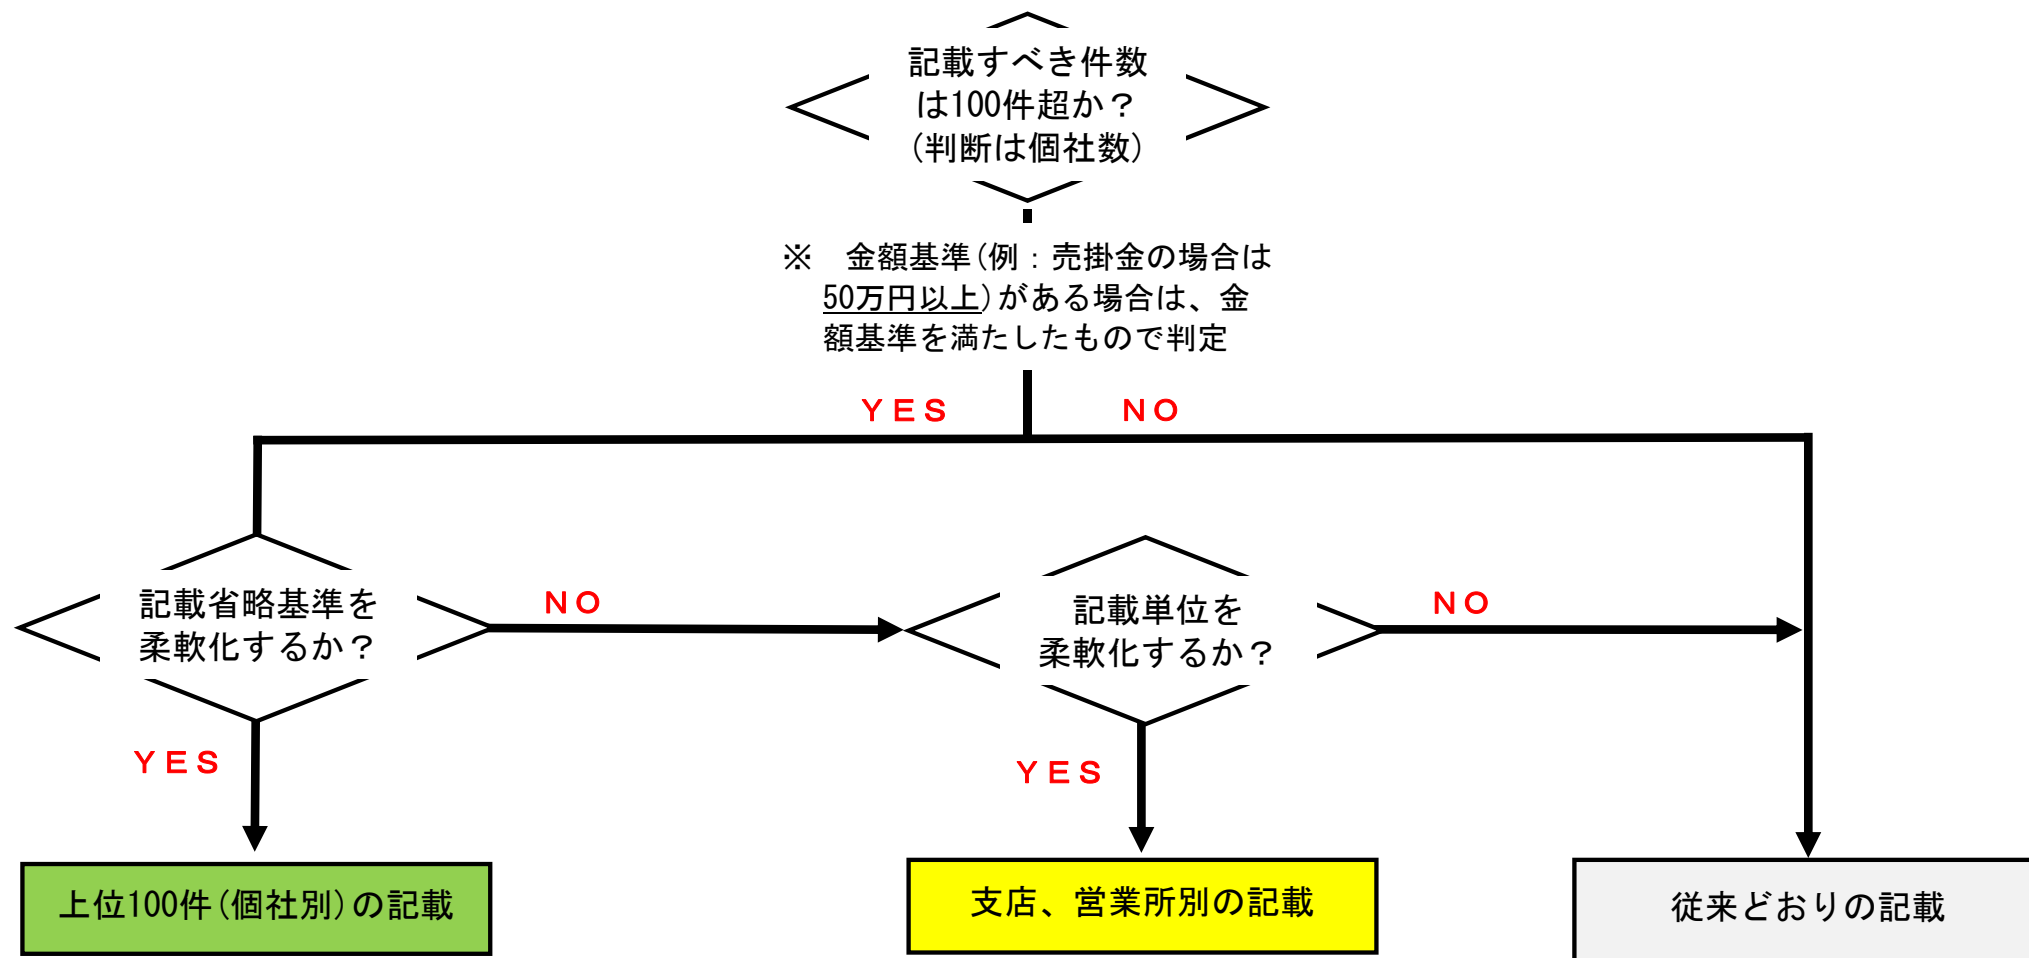 記載すべき件数
は100件超か？
(判断は個社数)
※　金額基準(例：売掛金の場合は
50万円以上)がある場合は、金
額基準を満たしたもので判定
ＹＥＳ
ＮＯ
記載省略基準を
柔軟化するか？
ＮＯ
記載単位を
柔軟化するか？
ＮＯ
ＹＥＳ
ＹＥＳ
上位100件(個社別)の記載
支店、営業所別の記載
従来どおりの記載